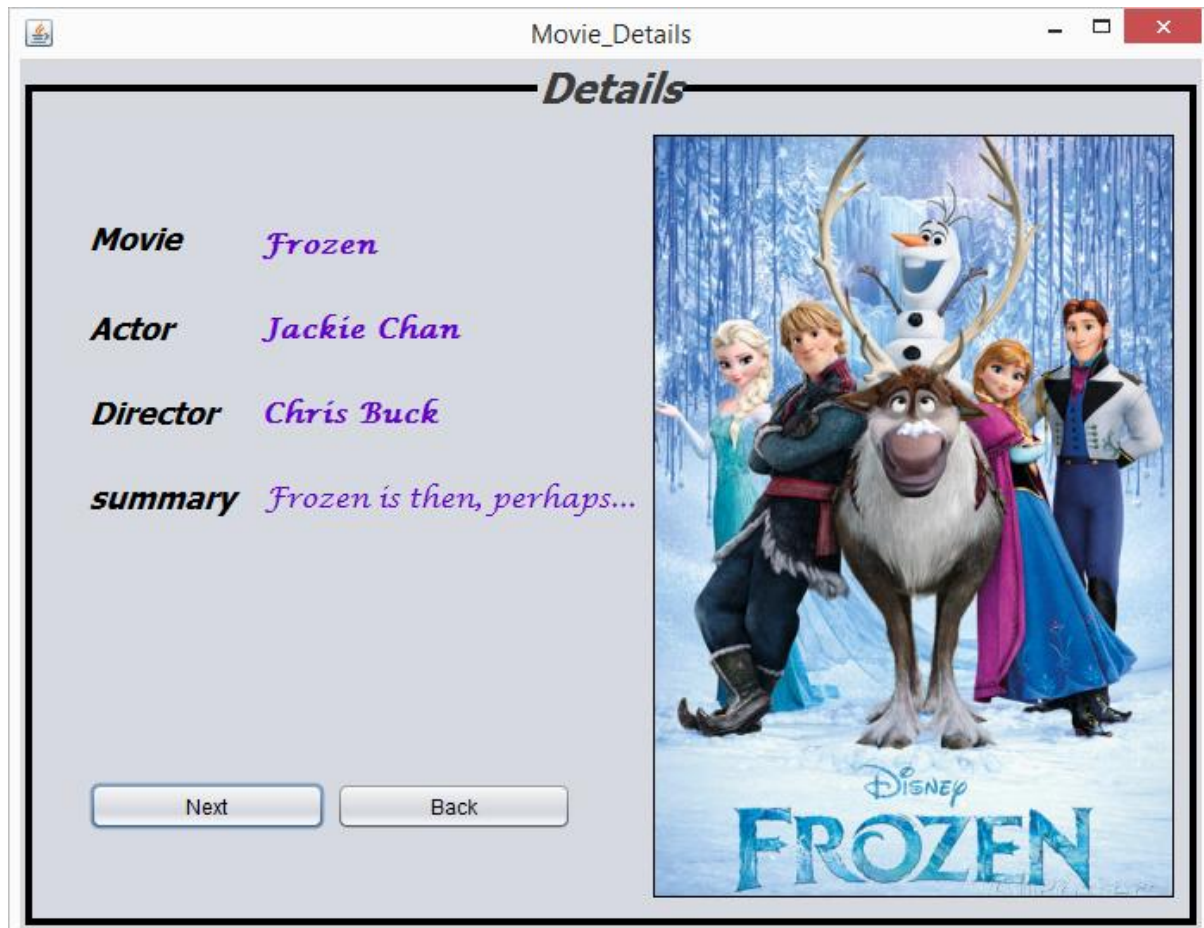 Movie_Details
Details
Movie Frozen
Actor Jackie Chan
Director Chris Buck
summary Frozen is then, perhaps...
Next Back
Disney
FROZEN